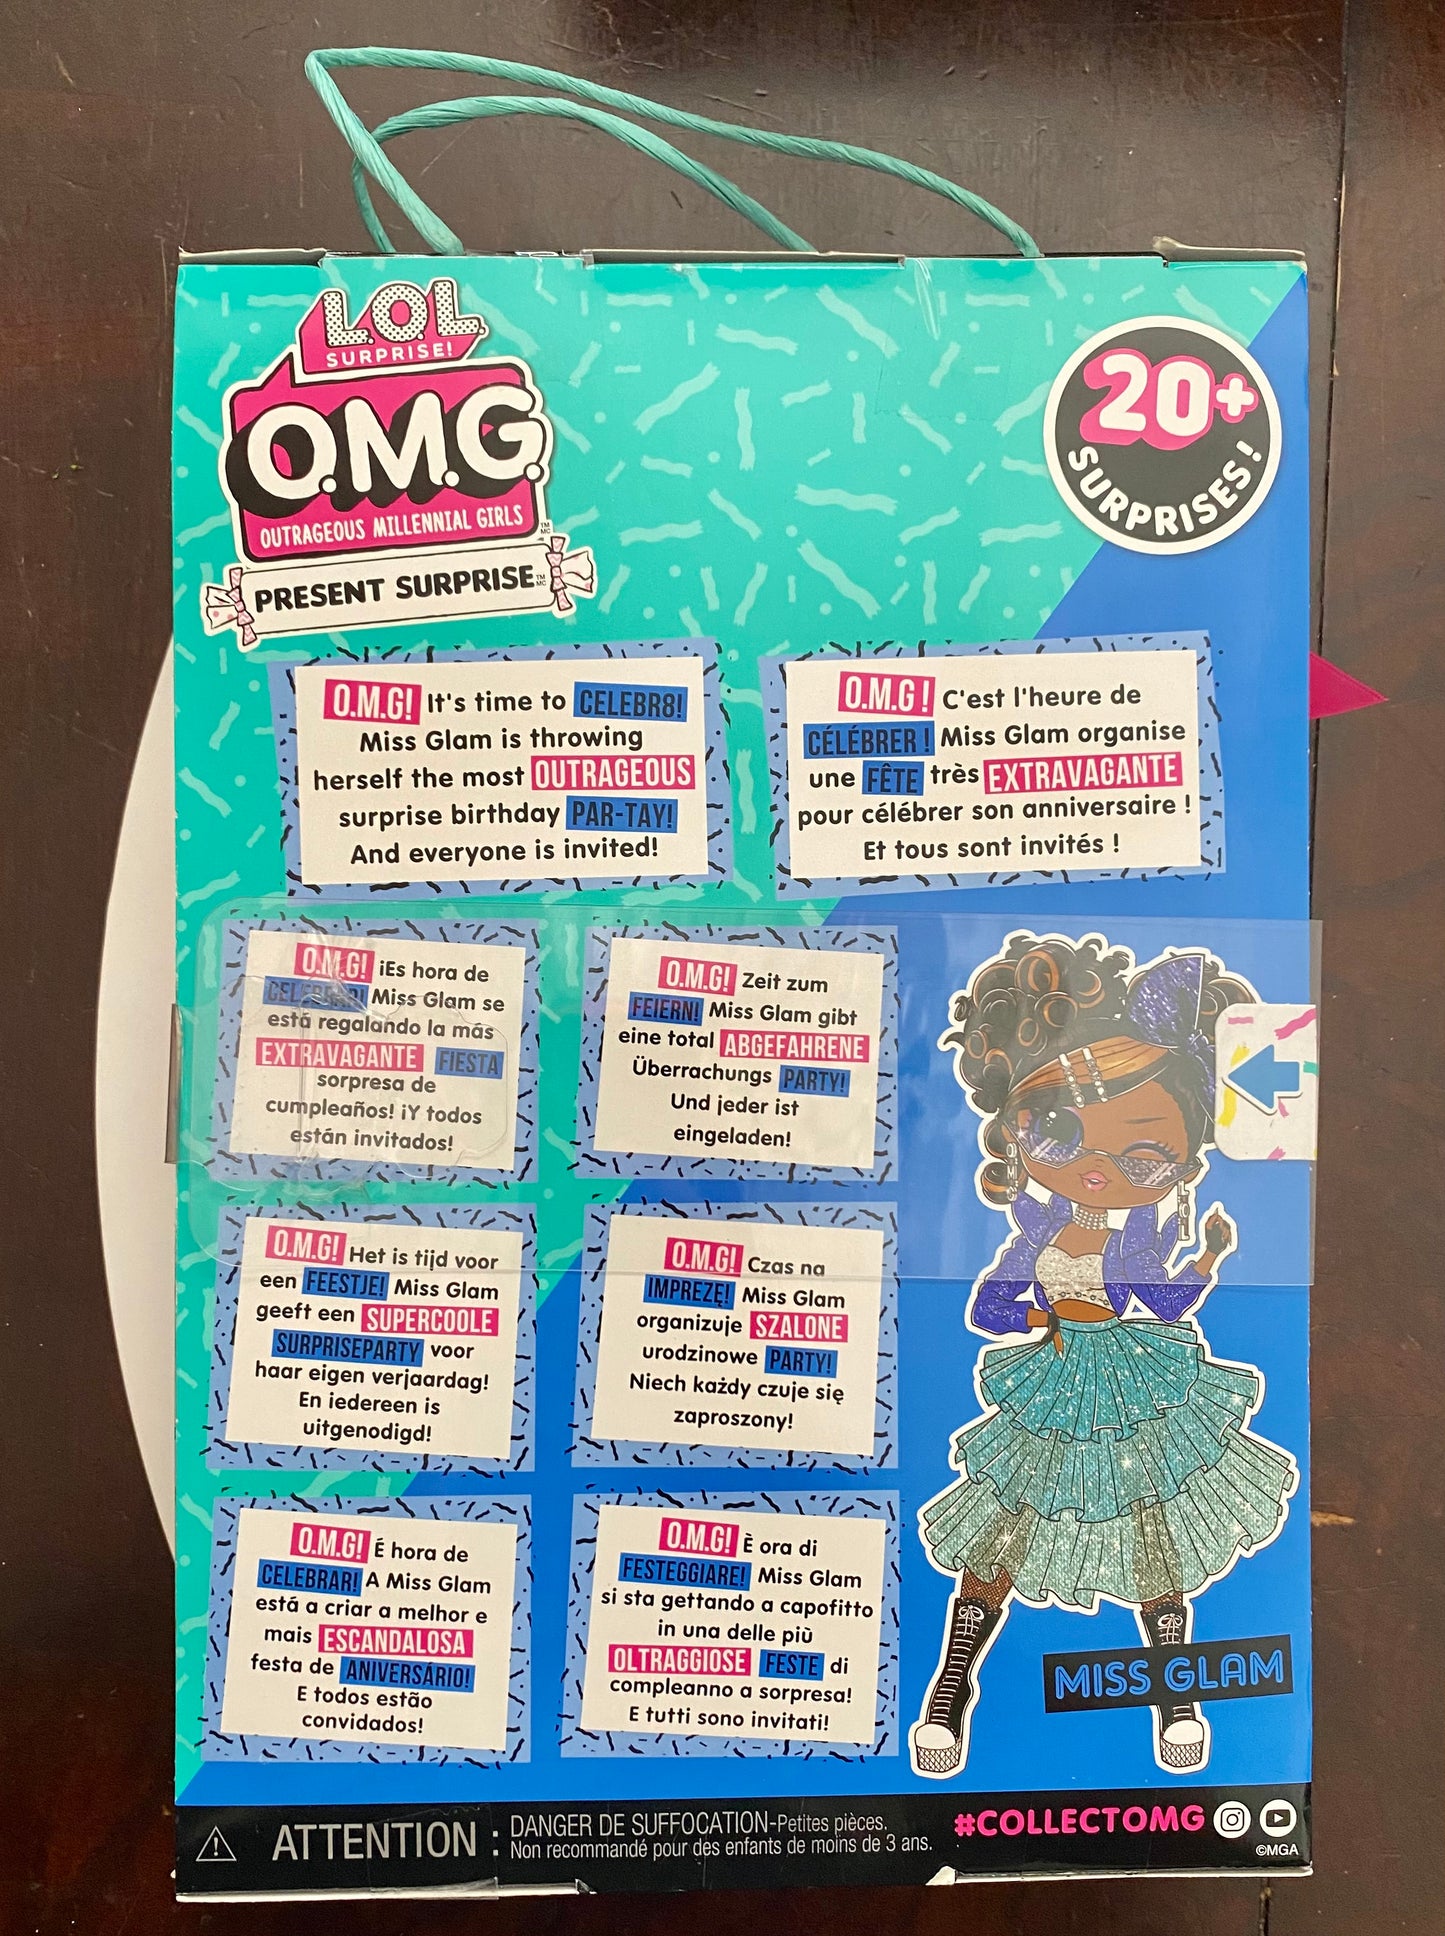 L.O.L.
SURPRISE!
O.M.G.
OUTRAGEOUS MILLENNIAL GIRLS
TM
MC
PRESENT SURPRISE TM
MC
20+
SURPRISES!
O.M.G! It's time to CELEBR8!
Miss Glam is throwing
herself the most OUTRAGEOUS
surprise birthday PAR-TAY!
And everyone is invited!
O.M.G ! C'est l'heure de
CÉLÉBRER ! Miss Glam organise
une FÊTE très EXTRAVAGANTE
pour célébrer son anniversaire !
Et tous sont invités !
O.M.G! ¡Es hora de
CELEBRAR! Miss Glam se
está regalando la más
EXTRAVAGANTE FIESTA
sorpresa de
cumpleaños! ¡Y todos
están invitados!
O.M.G! Zeit zum
FEIERN! Miss Glam gibt
eine total ABGEFAHRENE
Überrachungs PARTY!
Und jeder ist
eingeladen!
O.M.G! Het is tijd voor
een FEESTJE! Miss Glam
geeft een SUPERCOOLE
SURPRISEPARTY voor
haar eigen verjaardag!
En iedereen is
uitgenodigd!
O.M.G! Czas na
IMPREZĘ! Miss Glam
organizuje SZALONE
urodzinowe PARTY!
Niech każdy czuje się
zaproszony!
O.M.G! É hora de
CELEBRAR! A Miss Glam
está a criar a melhor e
mais ESCANDALOSA
festa de ANIVERSÁRIO!
E todos estão
convidados!
O.M.G! È ora di
FESTEGGIARE! Miss Glam
si sta gettando a capofitto
in una delle più
OLTRAGGIOSE FESTE di
compleanno a sorpresa!
E tutti sono invitati!
OMG
MISS GLAM
ATTENTION :
DANGER DE SUFFOCATION-Petites pièces.
Non recommandé pour des enfants de moins de 3 ans.
#COLLECTOMG
©MGA